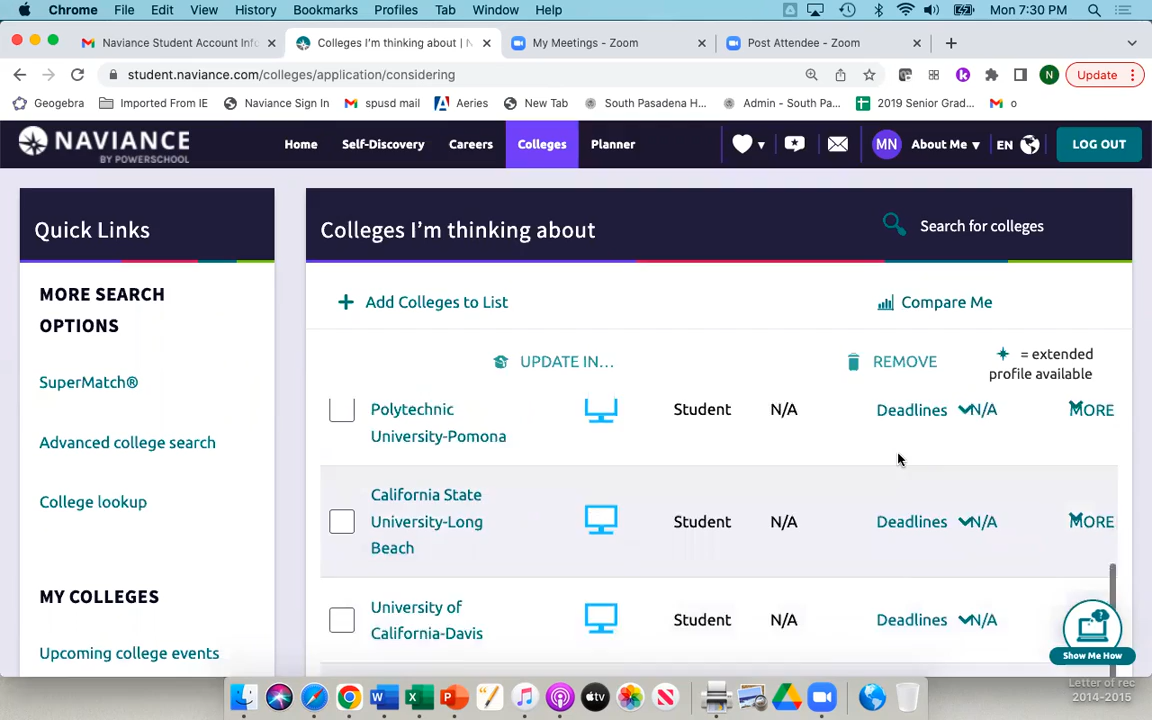 Chrome File Edit View History Bookmarks Profiles Tab Window Help Mon 7:30 PM
Naviance Student Account Info
Colleges I'm thinking about | N
My Meetings - Zoom
Post Attendee - Zoom
student.naviance.com/colleges/application/considering
N
Update
Geogebra
Imported From IE
Naviance Sign In
spusd mail
Aeries
New Tab
South Pasadena H...
Admin - South Pa...
2019 Senior Grad...
o
NAVIANCE
BY POWERSCHOOL
Home
Self-Discovery
Careers
Colleges
Planner
MN
About Me
EN
LOG OUT
Quick Links
MORE SEARCH
OPTIONS
SuperMatch®
Advanced college search
College lookup
MY COLLEGES
Upcoming college events
Colleges I'm thinking about
Search for colleges
+ Add Colleges to List
Compare Me
UPDATE IN...
REMOVE
= extended
profile available
Polytechnic
University-Pomona
Student
N/A
Deadlines
N/A
MORE
California State
University-Long
Beach
Student
N/A
Deadlines
N/A
MORE
University of
California-Davis
Student
N/A
Deadlines
N/A
?
Show Me How
Letter of rec
2014-2015